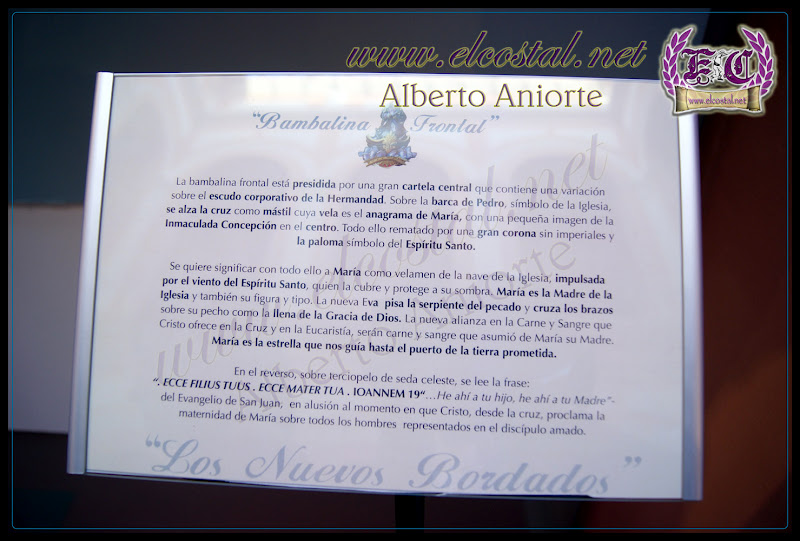 www.elcostal.net
Alberto Aniorte
EC
www.elcostal.net
"Bambalina Frontal"
La bambalina frontal está presidida por una gran cartela central que contiene una variación
sobre el escudo corporativo de la Hermandad. Sobre la barca de Pedro, símbolo de la Iglesia,
se alza la cruz como mástil cuya vela es el anagrama de María, con una pequeña imagen de la
Inmaculada Concepción en el centro. Todo ello rematado por una gran corona sin imperiales y
la paloma símbolo del Espíritu Santo.
Se quiere significar con todo ello a María como velamen de la nave de la Iglesia, impulsada
por el viento del Espíritu Santo, quien la cubre y protege a su sombra. María es la Madre de la
Iglesia y también su figura y tipo. La nueva Eva pisa la serpiente del pecado y cruza los brazos
sobre su pecho como la llena de la Gracia de Dios. La nueva alianza en la Carne y Sangre que
Cristo ofrece en la Cruz y en la Eucaristía, serán carne y sangre que asumió de María su Madre.
María es la estrella que nos guía hasta el puerto de la tierra prometida.
En el reverso, sobre terciopelo de seda celeste, se lee la frase:
". ECCE FILIUS TUUS . ECCE MATER TUA . IOANNEM 19"...He ahí a tu hijo, he ahí a tu Madre"-
del Evangelio de San Juan, en alusión al momento en que Cristo, desde la cruz, proclama la
maternidad de María sobre todos los hombres representados en el discípulo amado.
"Los Nuevos Bordados"
www.elcostal.net
Alberto Aniorte